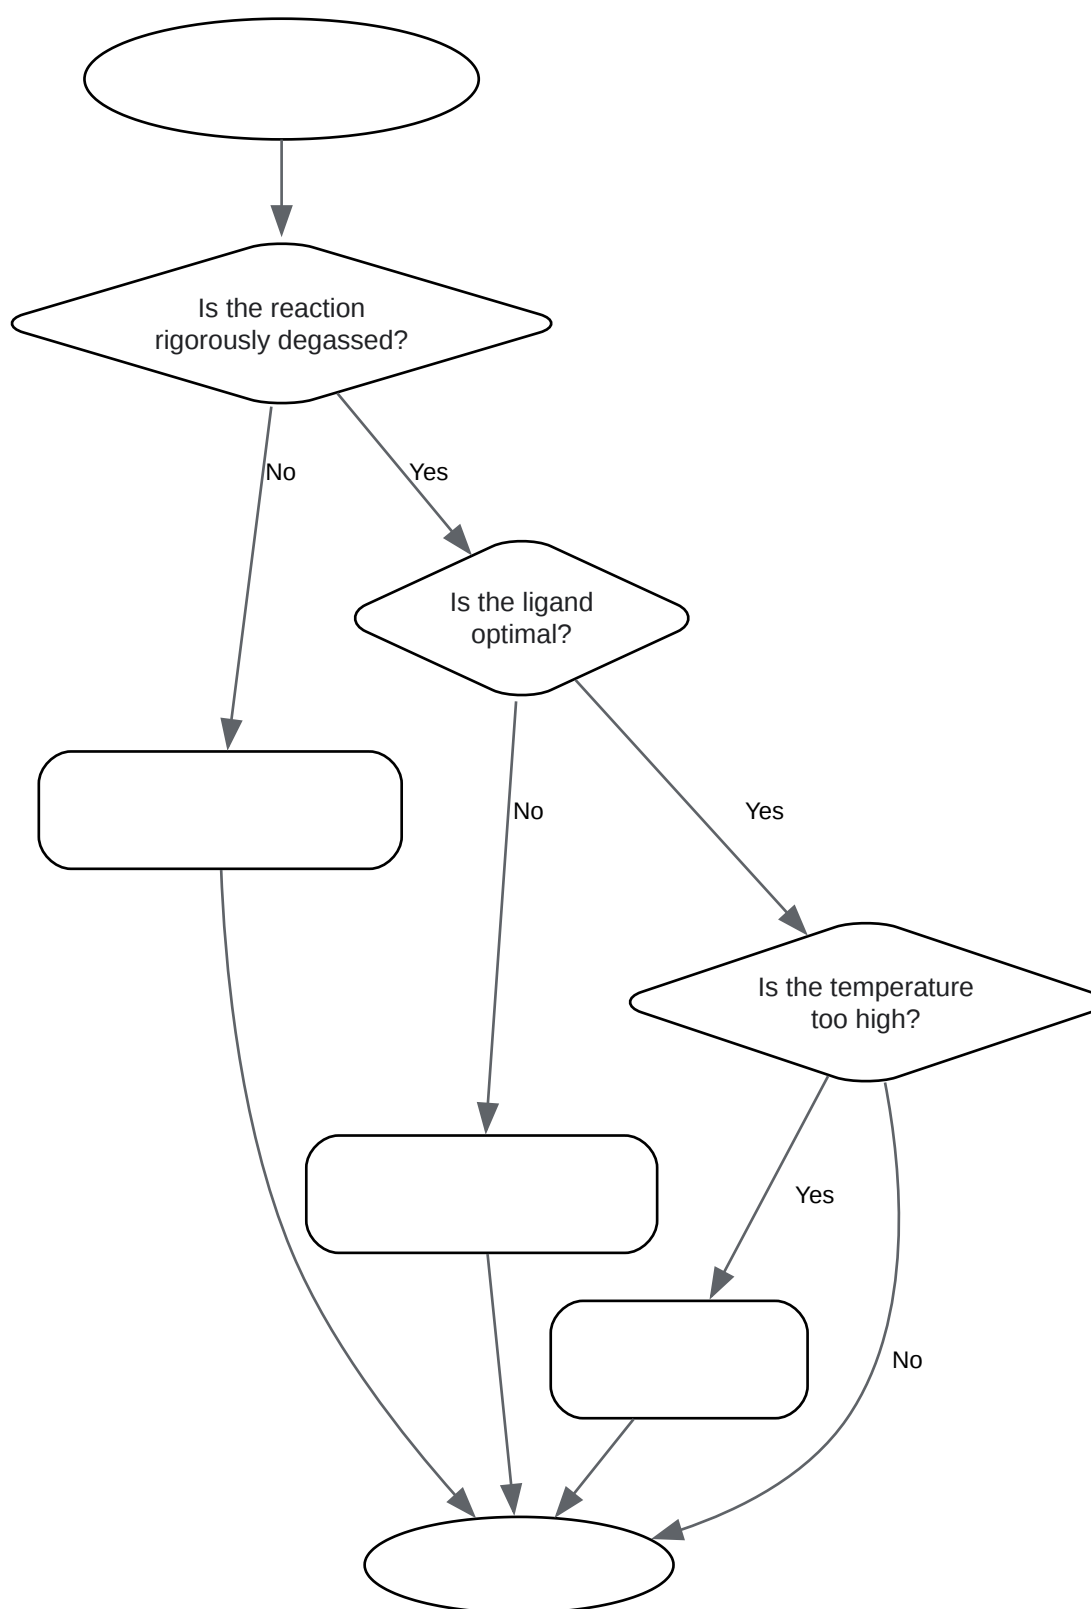 Is the reaction
rigorously degassed?
No
Yes
Is the ligand
optimal?
No
Yes
Is the temperature
too high?
Yes
No